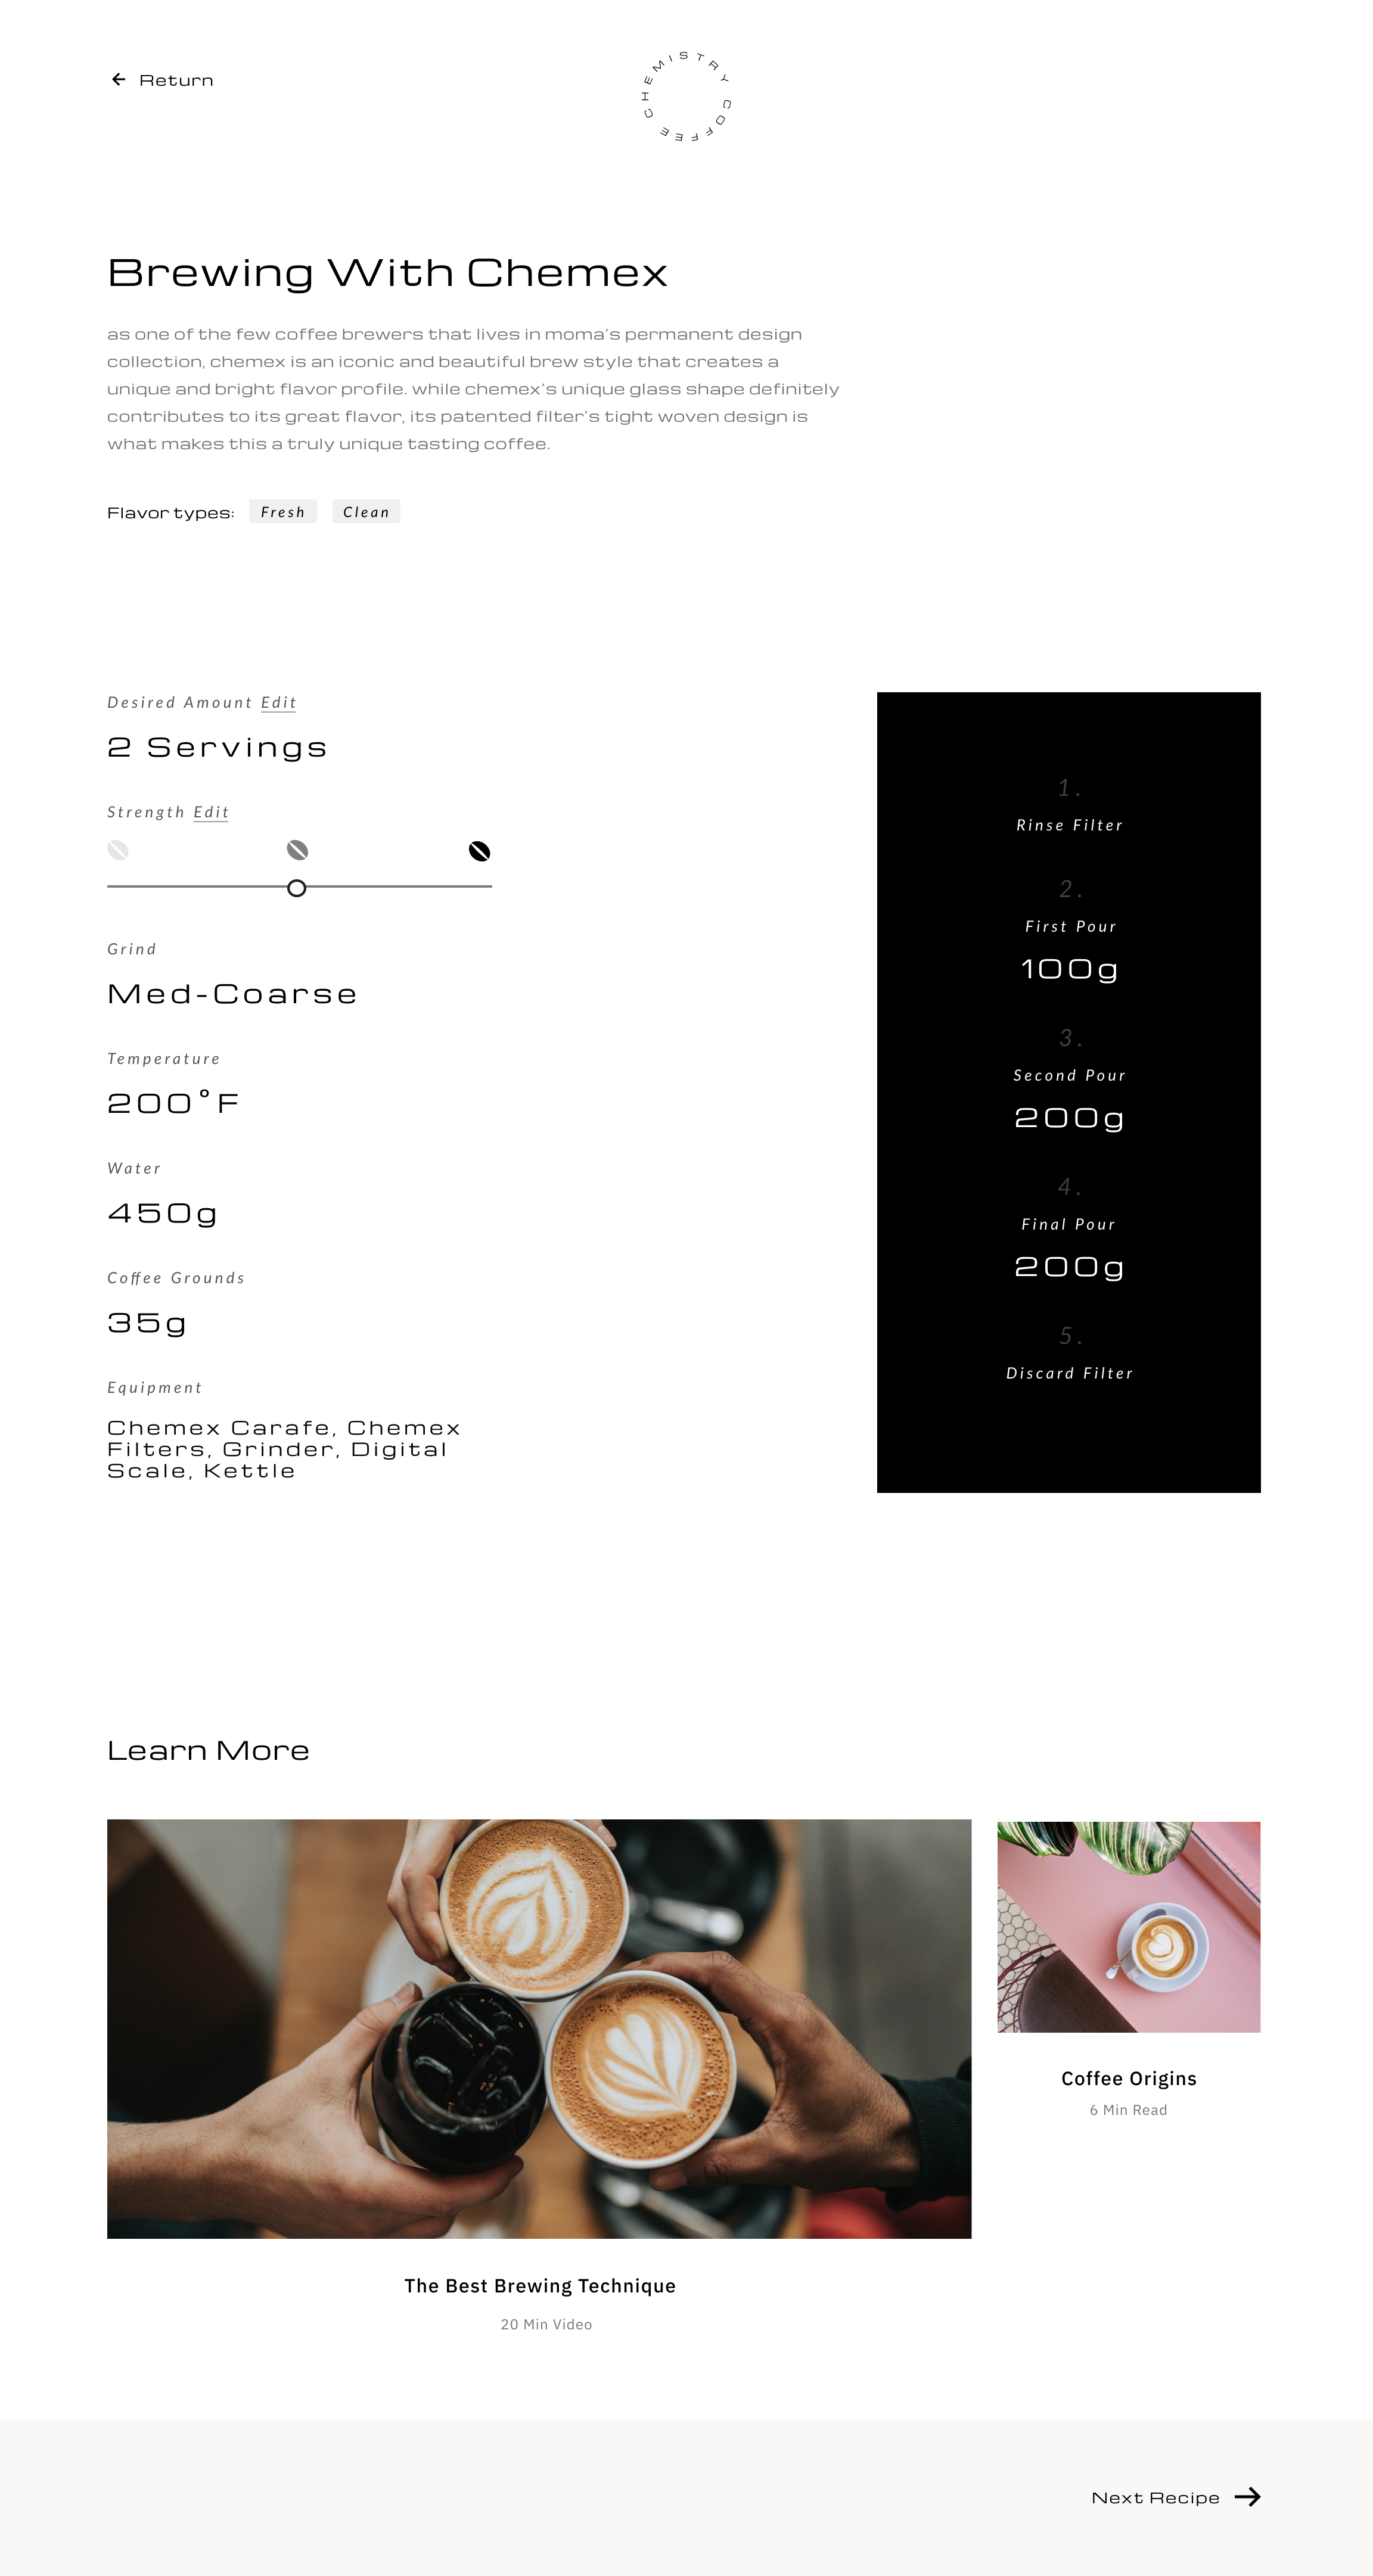 Return
CHEMISTRY COFFEE
Brewing With Chemex
as one of the few coffee brewers that lives in moma’s permanent design
collection, chemex is an iconic and beautiful brew style that creates a
unique and bright flavor profile. while chemex’s unique glass shape definitely
contributes to its great flavor, its patented filter’s tight woven design is
what makes this a truly unique tasting coffee.
Flavor types: Fresh Clean
Desired Amount Edit
2 Servings
Strength Edit
Grind
Med-Coarse
Temperature
200°F
Water
450g
Coffee Grounds
35g
Equipment
Chemex Carafe, Chemex
Filters, Grinder, Digital
Scale, Kettle
1.
Rinse Filter
2.
First Pour
100g
3.
Second Pour
200g
4.
Final Pour
200g
5.
Discard Filter
Learn More
The Best Brewing Technique
20 Min Video
Coffee Origins
6 Min Read
Next Recipe